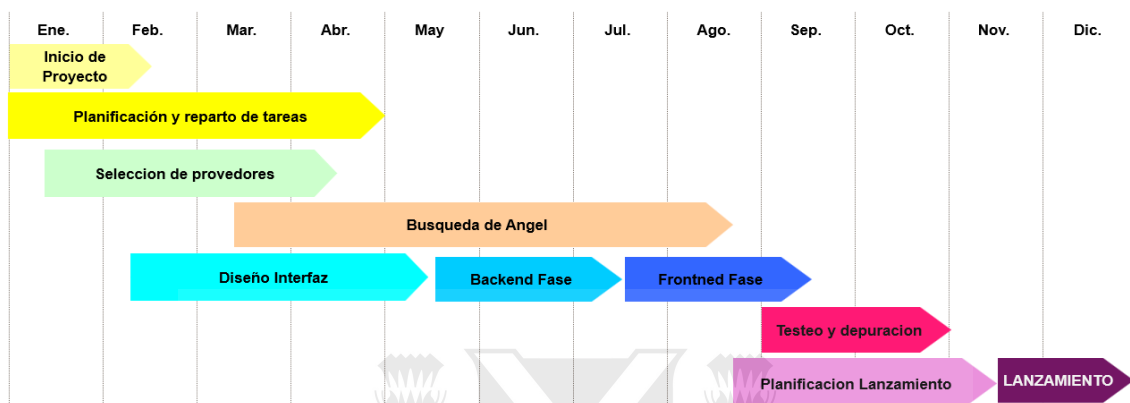 Ene. Feb. Mar. Abr. May Jun. Jul. Ago. Sep. Oct. Nov. Dic.
Inicio de
Proyecto
Planificación y reparto de tareas
Seleccion de provedores
Busqueda de Angel
Diseño Interfaz
Backend Fase
Frontned Fase
Testeo y depuracion
Planificacion Lanzamiento
LANZAMIENTO